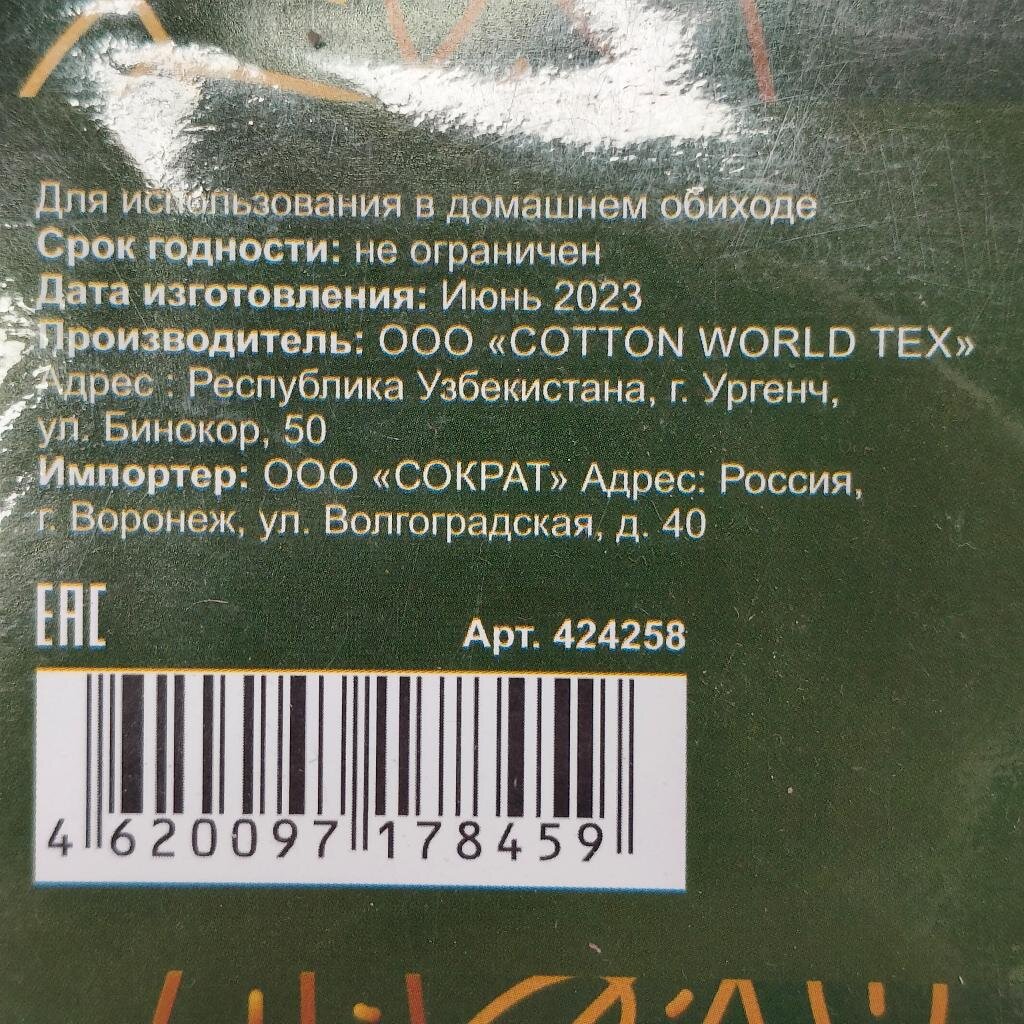 Для использования в домашнем обиходе
Срок годности: не ограничен
Дата изготовления: Июнь 2023
Производитель: ООО «COTTON WORLD TEX»
Адрес : Республика Узбекистана, г. Ургенч,
ул. Бинокор, 50
Импортер: ООО «СОКРАТ» Адрес: Россия,
г. Воронеж, ул. Волгоградская, д. 40
EAC
Арт. 424258
4 620097 178459